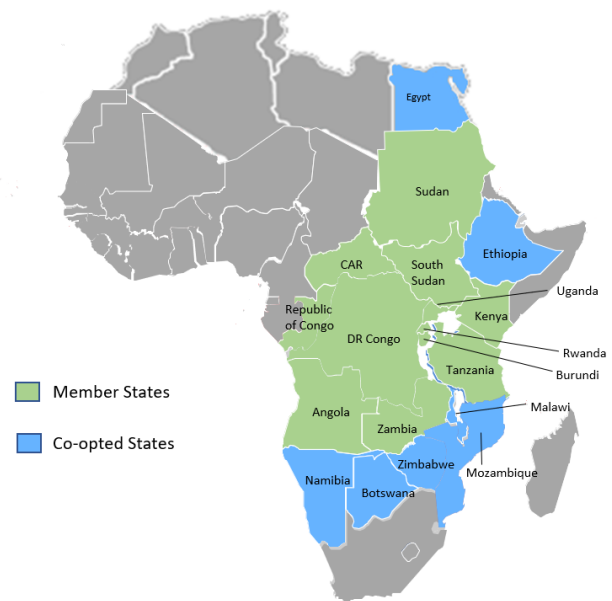 Egypt
Sudan
Ethiopia
CAR
South
Sudan
Uganda
Republic
of Congo
Kenya
DR Congo
Rwanda
Burundi
Tanzania
Member States
Malawi
Angola
Zambia
Co-opted States
Zimbabwe
Mozambique
Namibia
Botswana